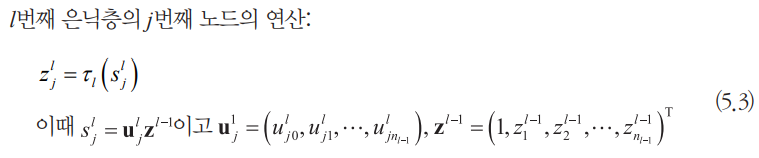 l번째 은닉층의 j번째 노드의 연산:
z_j^l = τ_l(s_j^l)
이때 s_j^l = u_j^l z^{l-1}이고 u_j^1 = (u_{j0}^l, u_{j1}^l, ⋯, u_{jn_{l-1}}^l), z^{l-1} = (1, z_1^{l-1}, z_2^{l-1}, ⋯, z_{n_{l-1}}^{l-1})^T
(5.3)